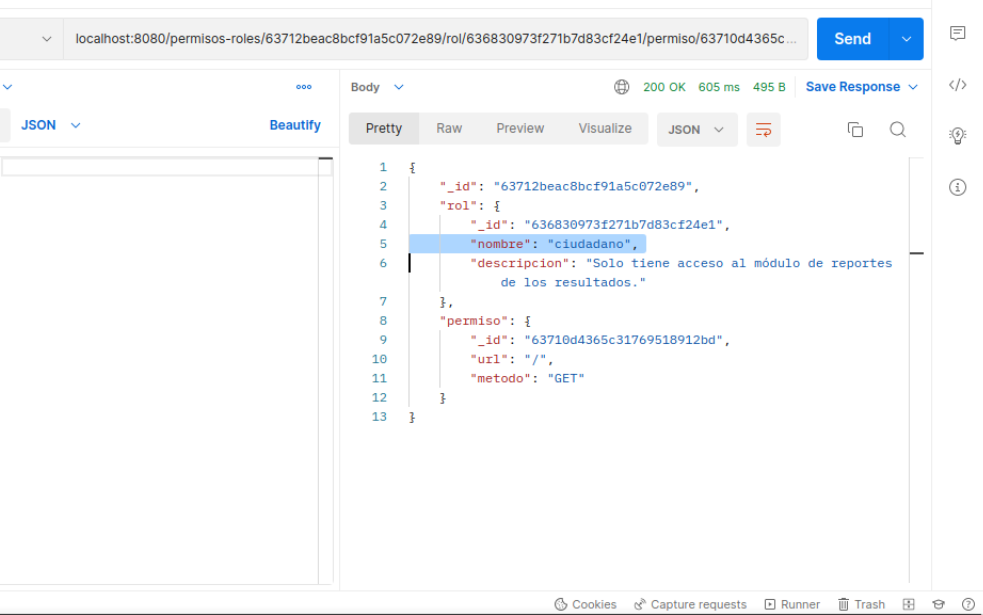 localhost:8080/permisos-roles/63712beac8bcf91a5c072e89/rol/636830973f271b7d83cf24e1/permiso/63710d4365c...
Send
Body
200 OK 605 ms 495 B Save Response
JSON
Beautify
Pretty Raw Preview Visualize JSON
1 {
2 "_id": "63712beac8bcf91a5c072e89",
3 "rol": {
4 "_id": "636830973f271b7d83cf24e1",
5 "nombre": "ciudadano",
6 "descripcion": "Solo tiene acceso al módulo de reportes
de los resultados."
7 },
8 "permiso": {
9 "_id": "63710d4365c31769518912bd",
10 "url": "/",
11 "metodo": "GET"
12 }
13 }
Cookies Capture requests Runner Trash